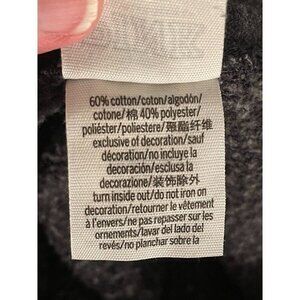 60% cotton/coton/algodón/
cotone/棉 40% polyester/
poliéster/poliestere/聚酯纤维
exclusive of decoration/sauf
décoration/no incluye la
decoración/esclusa la
decorazione/装饰除外
turn inside out/do not iron on
decoration/retourner le vêtement
à l'envers/ne pas repasser sur les
ornements/lavar del lado del
revés/no planchar sobre la